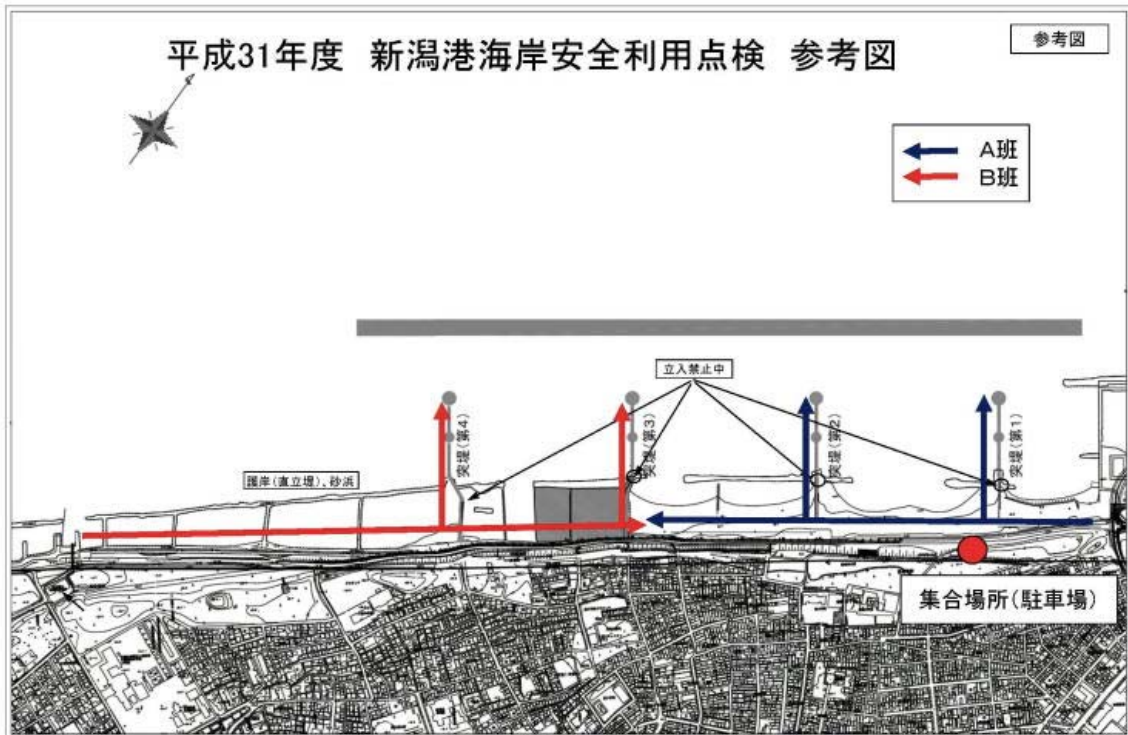 平成31年度 新潟港海岸安全利用点検 参考図
参考図
A班
B班
立入禁止中
突堤(第4)
突堤(第3)
突堤(第2)
突堤(第1)
護岸(直立堤)、砂浜
集合場所(駐車場)